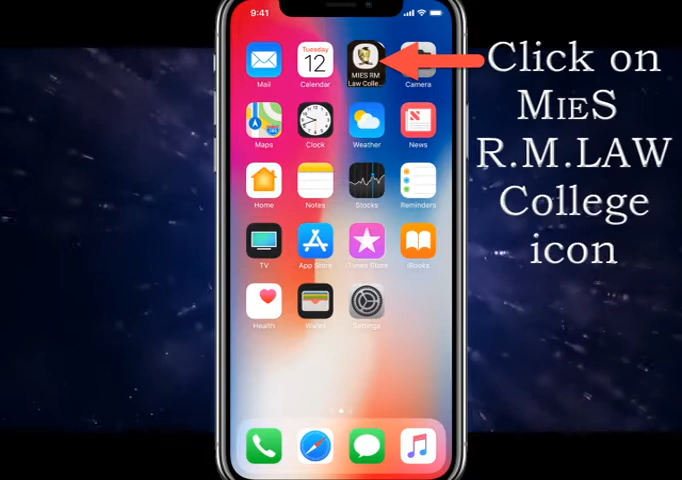 9:41
Mail
Tuesday
12
Calendar
MIES RM
Law Colle..
Camera
Maps
Clock
Weather
News
Home
Notes
Stocks
Reminders
TV
App Store
iTunes Store
iBooks
Health
Wallet
Settings
Click on
MIES
R.M.LAW
College
icon